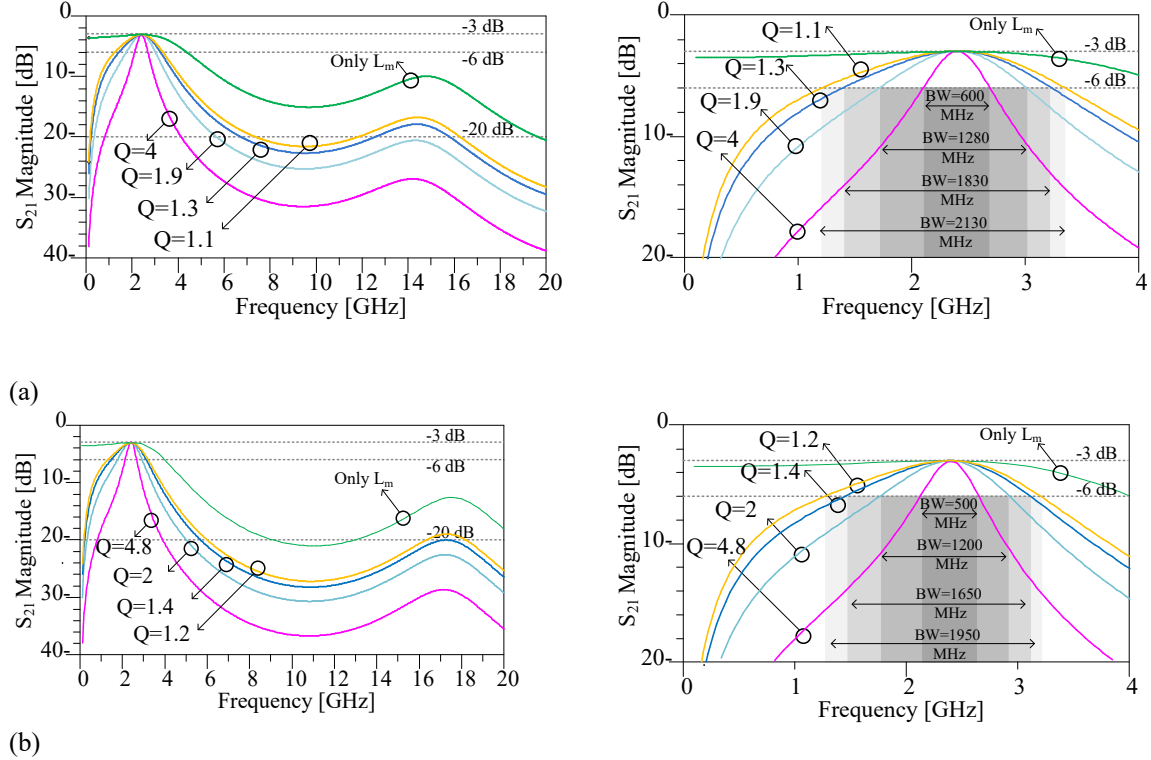 0
10-
20-
30-
40-
S21 Magnitude [dB]
-3 dB
-6 dB
-20 dB
Only Lm
Q=4
Q=1.9
Q=1.3
Q=1.1
0 2 4 6 8 10 12 14 16 18 20
Frequency [GHz]
0
10-
20-
S21 Magnitude [dB]
Q=1.1
Q=1.3
Q=1.9
Q=4
Only Lm
-3 dB
-6 dB
BW=600
MHz
BW=1280
MHz
BW=1830
MHz
BW=2130
MHz
0 1 2 3 4
Frequency [GHz]
(a)
0
10-
20-
30-
40-
S21 Magnitude [dB]
-3 dB
-6 dB
Only Lm
-20 dB
Q=4.8
Q=2
Q=1.4
Q=1.2
0 2 4 6 8 10 12 14 16 18 20
Frequency [GHz]
0
10-
20-
S21 Magnitude [dB]
Q=1.2
Q=1.4
Q=2
Q=4.8
Only Lm
-3 dB
-6 dB
BW=500
MHz
BW=1200
MHz
BW=1650
MHz
BW=1950
MHz
0 1 2 3 4
Frequency [GHz]
(b)